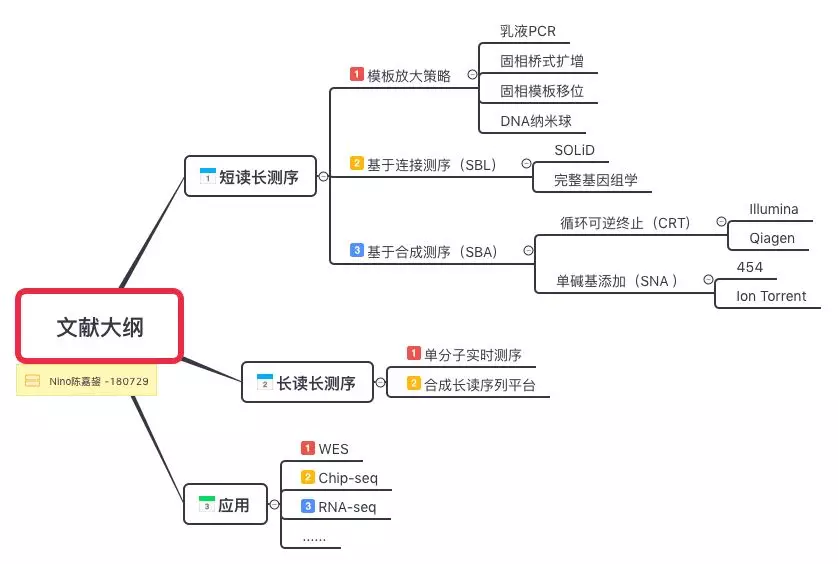 文献大纲
Nino陈嘉龄 -180729
1 短读长测序
1 模板放大策略
乳液PCR
固相桥式扩增
固相模板移位
DNA纳米球
2 基于连接测序（SBL）
SOLiD
完整基因组学
3 基于合成测序（SBA）
循环可逆终止（CRT）
Illumina
Qiagen
单碱基添加（SNA ）
454
Ion Torrent
2 长读长测序
1 单分子实时测序
2 合成长读序列平台
3 应用
1 WES
2 Chip-seq
3 RNA-seq
......